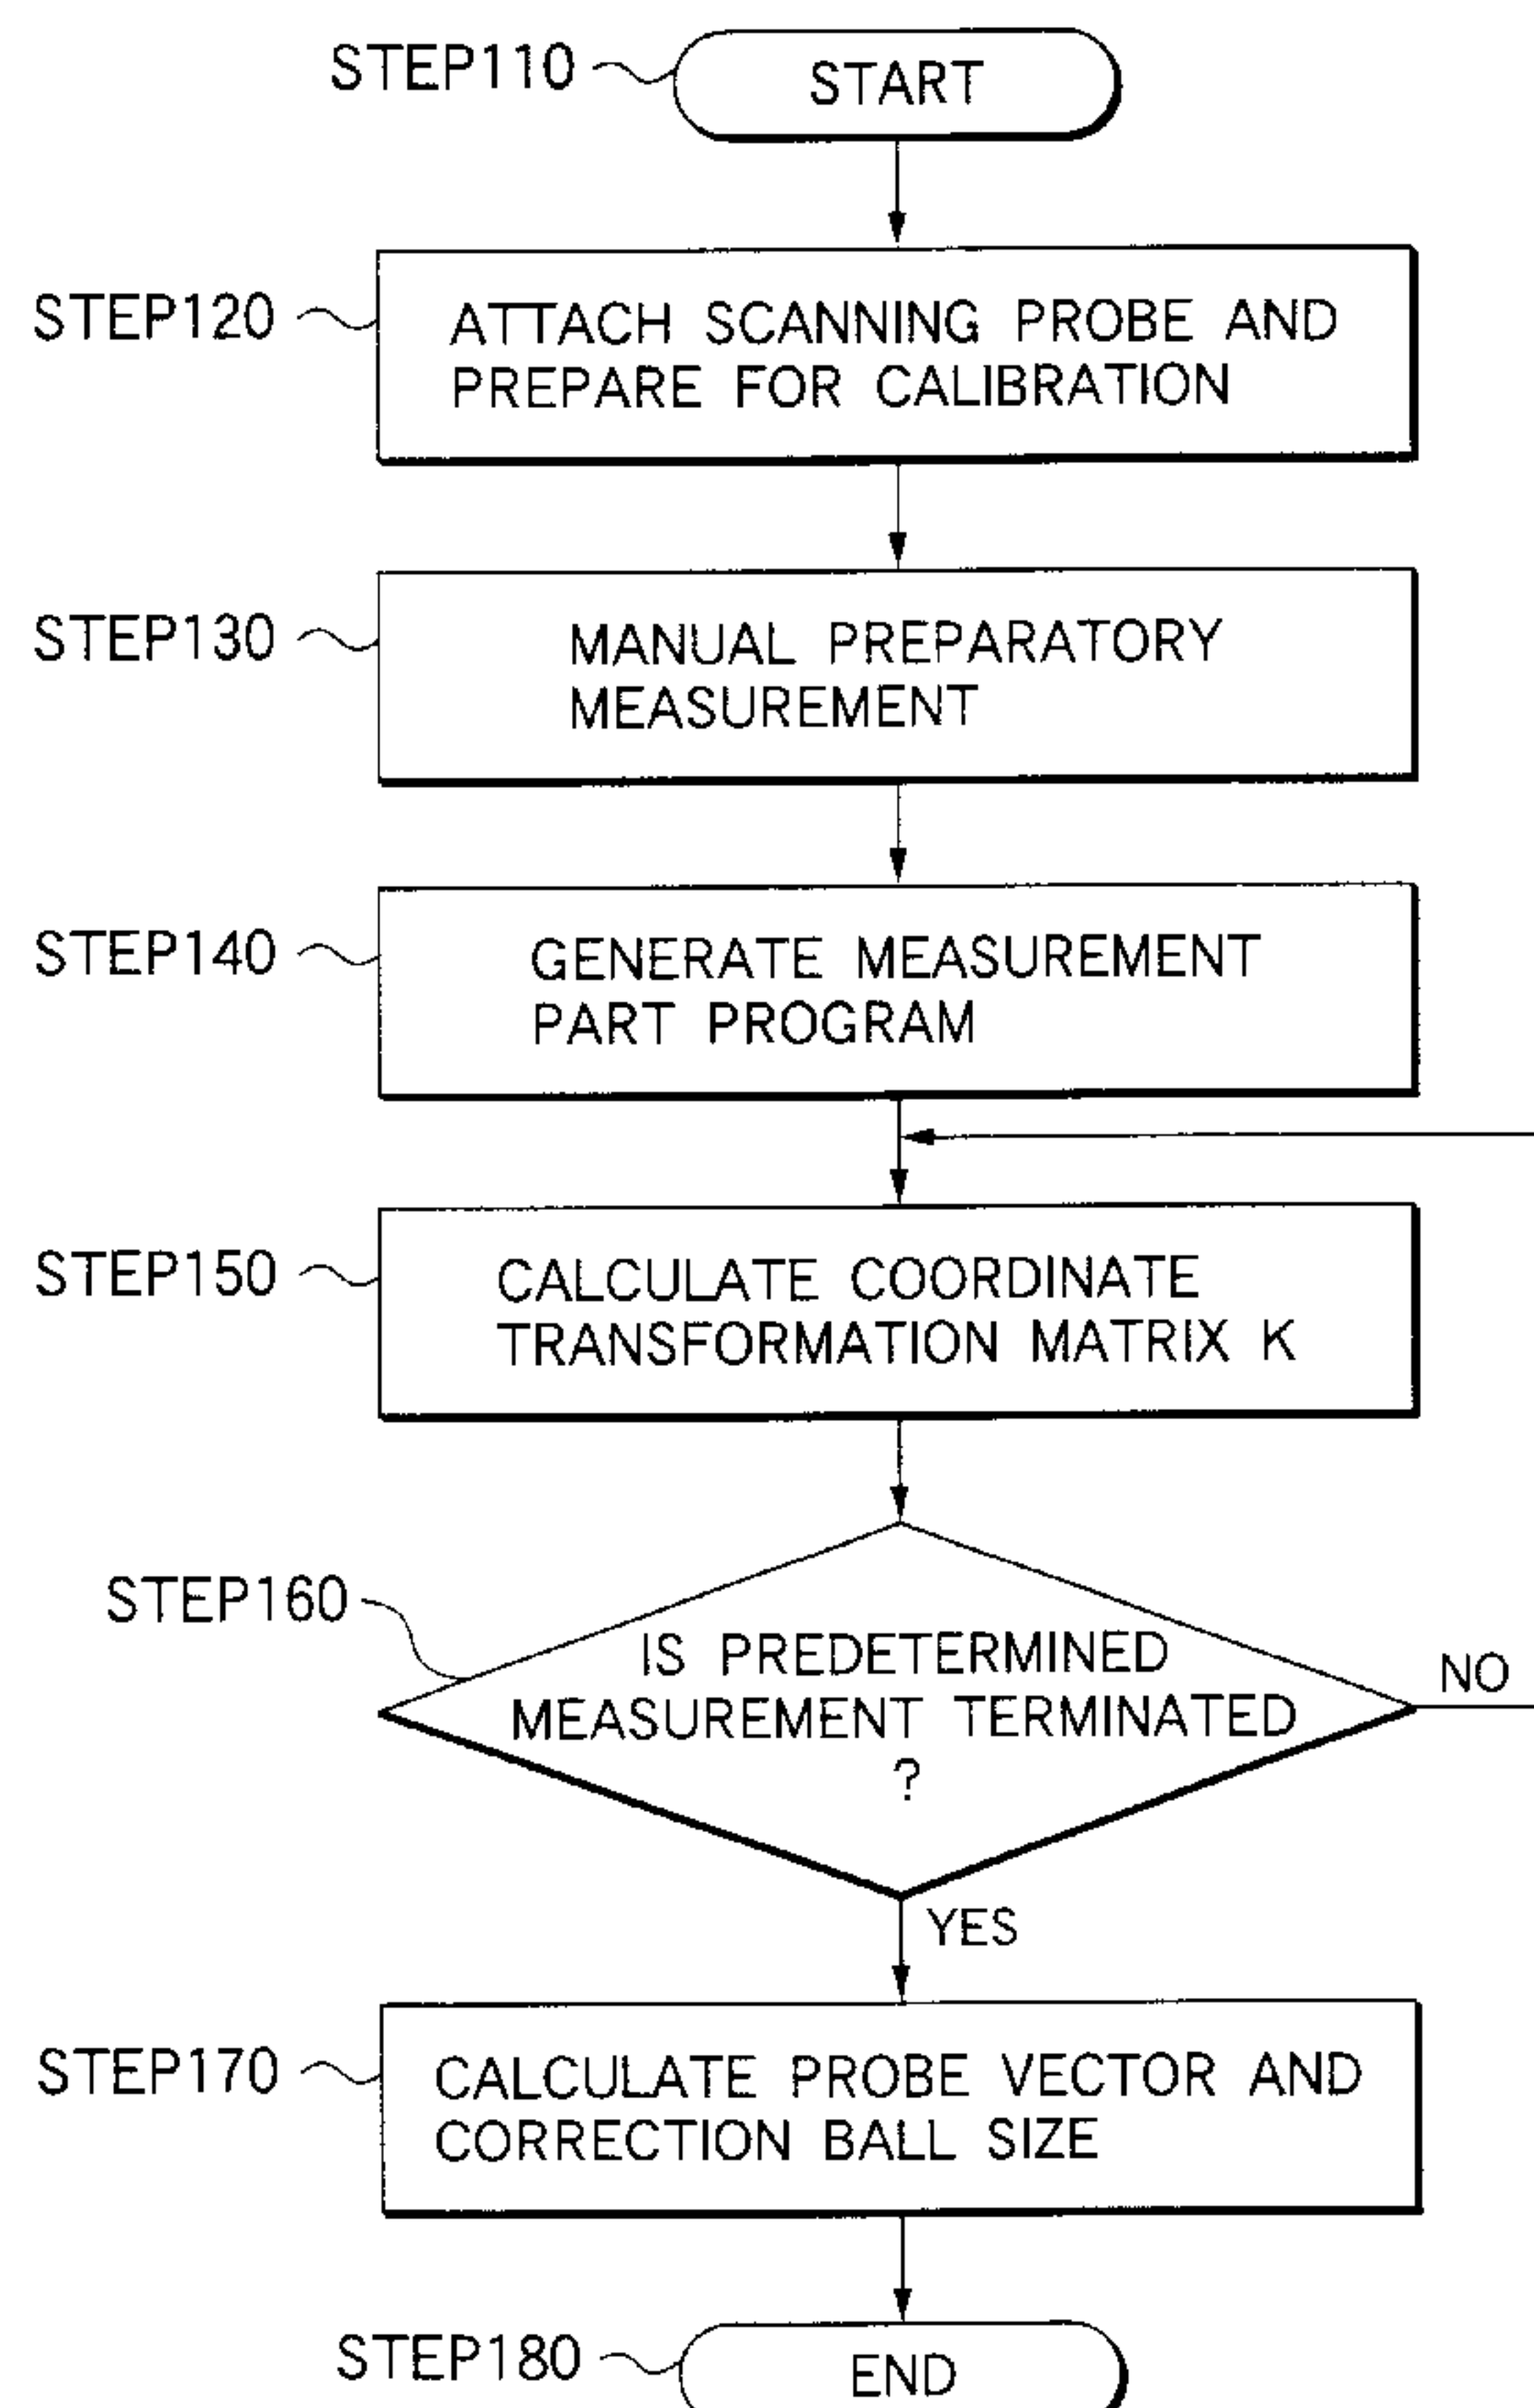 STEP110
START
STEP120
ATTACH SCANNING PROBE AND
PREPARE FOR CALIBRATION
STEP130
MANUAL PREPARATORY
MEASUREMENT
STEP140
GENERATE MEASUREMENT
PART PROGRAM
STEP150
CALCULATE COORDINATE
TRANSFORMATION MATRIX K
STEP160
IS PREDETERMINED
MEASUREMENT TERMINATED
?
NO
YES
STEP170
CALCULATE PROBE VECTOR AND
CORRECTION BALL SIZE
STEP180
END